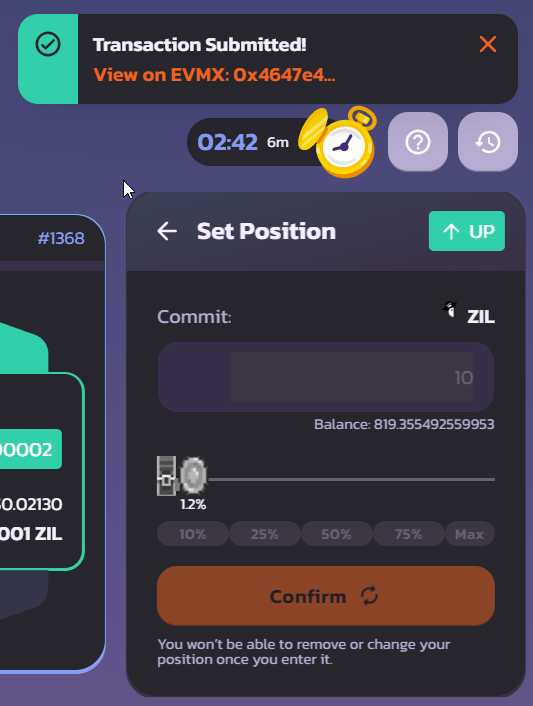 Transaction Submitted!
View on EVMX: 0x4647e4...
02:42 6m
#1368
Set Position
UP
Commit:
ZIL
10
Balance: 819.355492559953
00002
0.02130
001 ZIL
1.2%
10% 25% 50% 75% Max
Confirm
You won't be able to remove or change your
position once you enter it.